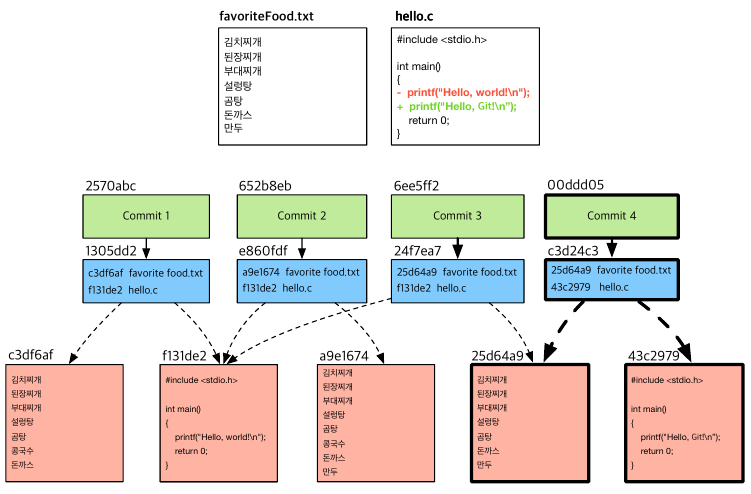 favoriteFood.txt
김치찌개
된장찌개
부대찌개
설렁탕
곰탕
돈까스
만두
hello.c
#include <stdio.h>
int main()
{
- printf("Hello, world!\n");
+ printf("Hello, Git!\n");
return 0;
}
2570abc
Commit 1
652b8eb
Commit 2
6ee5ff2
Commit 3
00ddd05
Commit 4
1305dd2
c3df6af favorite food.txt
f131de2 hello.c
e860fdf
a9e1674 favorite food.txt
f131de2 hello.c
24f7ea7
25d64a9 favorite food.txt
f131de2 hello.c
c3d24c3
25d64a9 favorite food.txt
43c2979 hello.c
c3df6af
김치찌개
된장찌개
부대찌개
설렁탕
곰탕
콩국수
돈까스
f131de2
#include <stdio.h>
int main()
{
printf("Hello, world!\n");
return 0;
}
a9e1674
김치찌개
된장찌개
부대찌개
설렁탕
곰탕
콩국수
돈까스
만두
25d64a9
김치찌개
된장찌개
부대찌개
설렁탕
곰탕
돈까스
만두
43c2979
#include <stdio.h>
int main()
{
printf("Hello, Git!\n");
return 0;
}